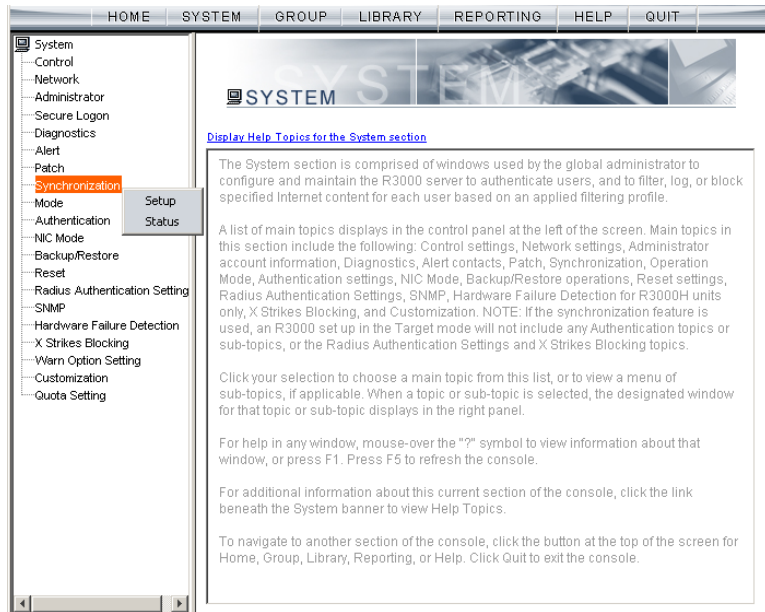 HOME SYSTEM GROUP LIBRARY REPORTING HELP QUIT
System
Control
Network
Administrator
Secure Logon
Diagnostics
Alert
Patch
Synchronization
Mode
Authentication
NIC Mode
Backup/Restore
Reset
Radius Authentication Setting
SNMP
Hardware Failure Detection
X Strikes Blocking
Warn Option Setting
Customization
Quota Setting
Setup
Status
SYSTEM
SYSTEM
Display Help Topics for the System section
The System section is comprised of windows used by the global administrator to
configure and maintain the R3000 server to authenticate users, and to filter, log, or block
specified Internet content for each user based on an applied filtering profile.
A list of main topics displays in the control panel at the left of the screen. Main topics in
this section include the following: Control settings, Network settings, Administrator
account information, Diagnostics, Alert contacts, Patch, Synchronization, Operation
Mode, Authentication settings, NIC Mode, Backup/Restore operations, Reset settings,
Radius Authentication Settings, SNMP, Hardware Failure Detection for R3000H units
only, X Strikes Blocking, and Customization. NOTE: If the synchronization feature is
used, an R3000 set up in the Target mode will not include any Authentication topics or
sub-topics, or the Radius Authentication Settings and X Strikes Blocking topics.
Click your selection to choose a main topic from this list, or to view a menu of
sub-topics, if applicable. When a topic or sub-topic is selected, the designated window
for that topic or sub-topic displays in the right panel.
For help in any window, mouse-over the "?" symbol to view information about that
window, or press F1. Press F5 to refresh the console.
For additional information about this current section of the console, click the link
beneath the System banner to view Help Topics.
To navigate to another section of the console, click the button at the top of the screen for
Home, Group, Library, Reporting, or Help. Click Quit to exit the console.